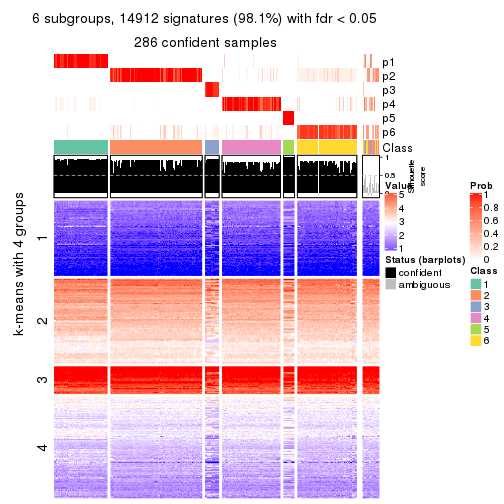 6 subgroups, 14912 signatures (98.1%) with fdr < 0.05
286 confident samples
p1
p2
p3
p4
p5
p6
Class
1
0.5
0
Silhouette
score
k-means with 4 groups
1
2
3
4
Value
5
4
3
2
1
Status (barplots)
confident
ambiguous
Prob
1
0.8
0.6
0.4
0.2
0
Class
1
2
3
4
5
6